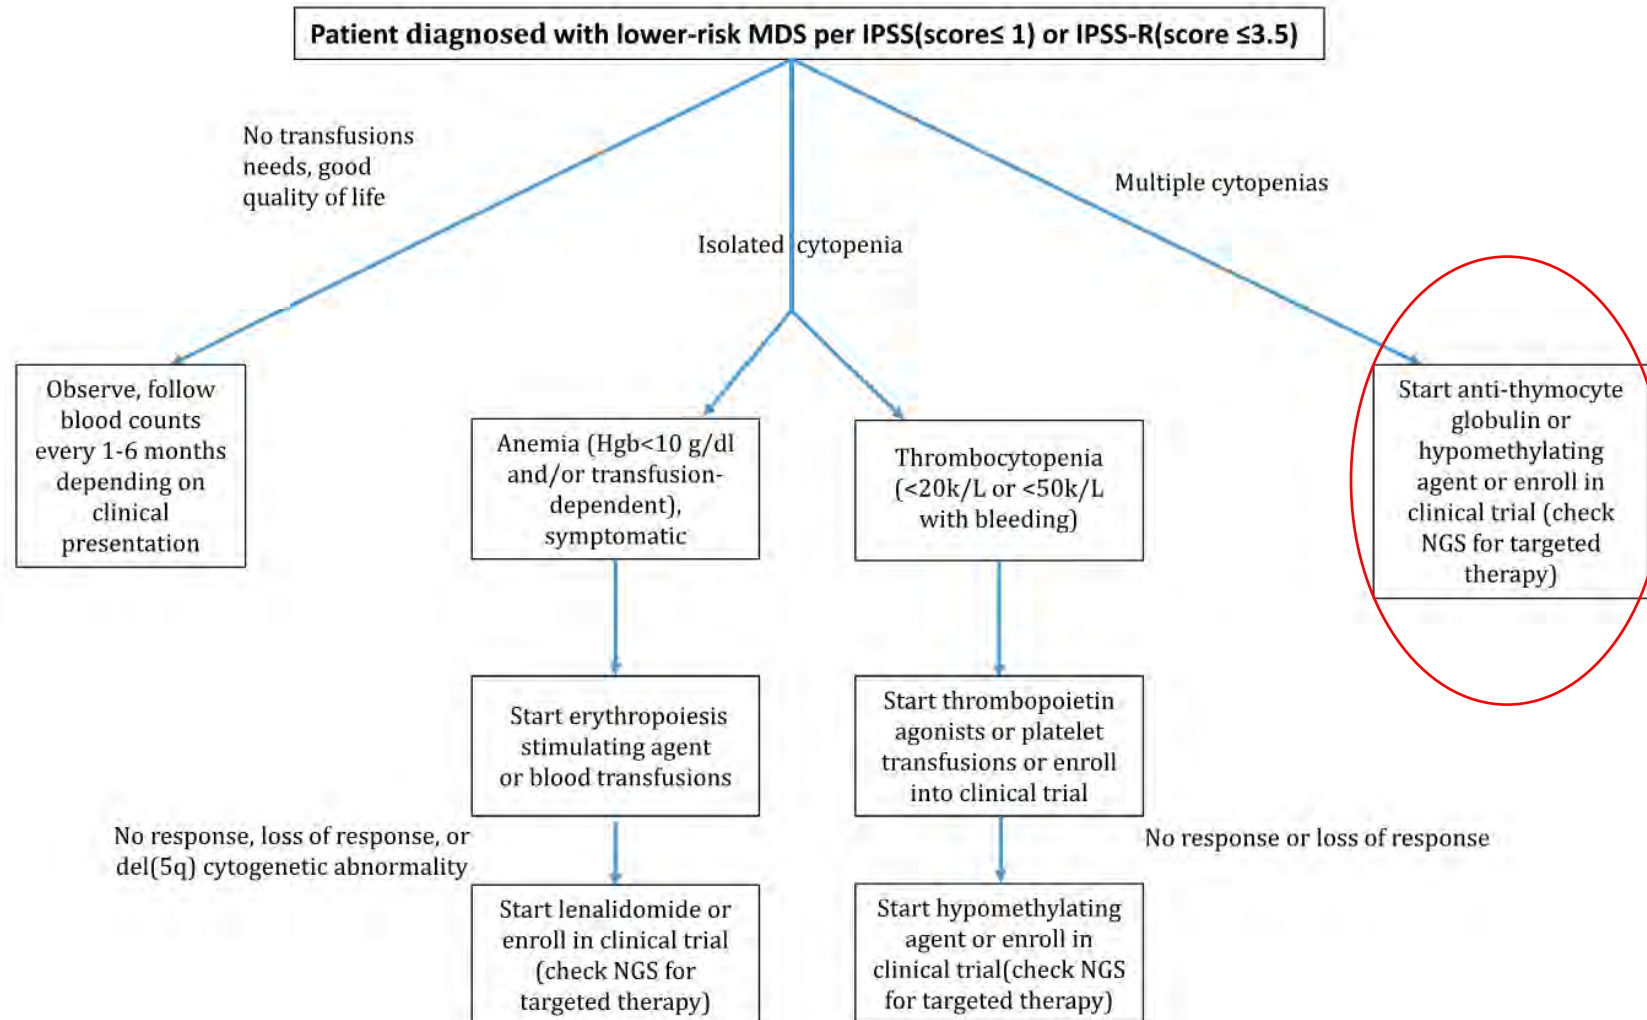 Patient diagnosed with lower-risk MDS per IPSS(score≤ 1) or IPSS-R(score ≤3.5)
No transfusions
needs, good
quality of life
Isolated cytopenia
Multiple cytopenias
Observe, follow
blood counts
every 1-6 months
depending on
clinical
presentation
Anemia (Hgb<10 g/dl
and/or transfusion-
dependent),
symptomatic
Thrombocytopenia
(<20k/L or <50k/L
with bleeding)
Start anti-thymocyte
globulin or
hypomethylating
agent or enroll in
clinical trial (check
NGS for targeted
therapy)
Start erythropoiesis
stimulating agent
or blood transfusions
Start thrombopoietin
agonists or platelet
transfusions or enroll
into clinical trial
No response, loss of response, or
del(5q) cytogenetic abnormality
No response or loss of response
Start lenalidomide or
enroll in clinical trial
(check NGS for
targeted therapy)
Start hypomethylating
agent or enroll in
clinical trial(check NGS
for targeted therapy)